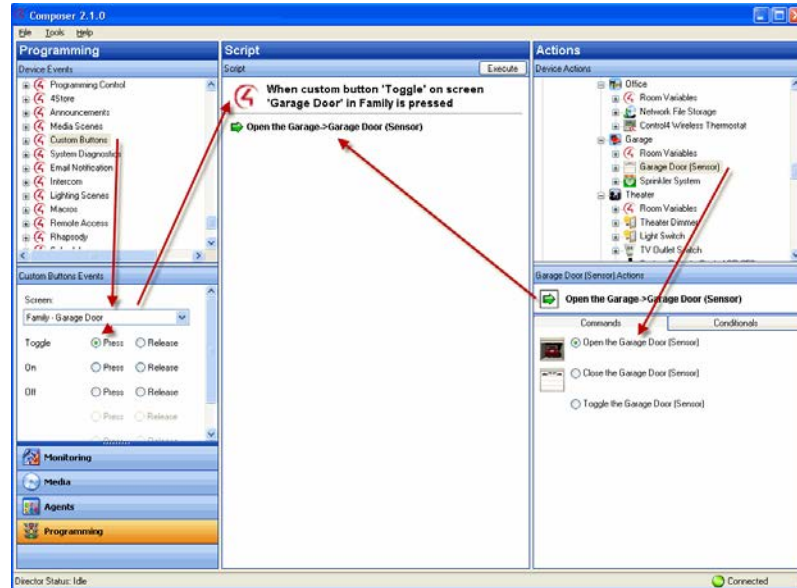 Composer 2.1.0
File Tools Help
Programming
Device Events
Programming Control
4Store
Announcements
Media Scenes
Custom Buttons
System Diagnostics
Email Notification
Intercom
Lighting Scenes
Macros
Remote Access
Rhapsody
Custom Buttons Events
Screen:
Family - Garage Door
Toggle Press Release
On Press Release
Off Press Release
Press Release
Release
Monitoring
Media
Agents
Programming
Director Status: Idle
Script
Script Execute
When custom button 'Toggle' on screen
'Garage Door' in Family is pressed
Open the Garage->Garage Door (Sensor)
Actions
Device Actions
Office
Room Variables
Network File Storage
Control4 Wireless Thermostat
Garage
Room Variables
Garage Door (Sensor)
Sprinkler System
Theater
Room Variables
Theater Dimmer
Light Switch
TV Outlet Switch
Garage Door (Sensor) Actions
Open the Garage->Garage Door (Sensor)
Commands Conditionals
Open the Garage Door (Sensor)
Close the Garage Door (Sensor)
Toggle the Garage Door (Sensor)
Connected